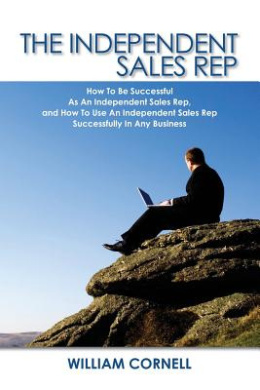 THE INDEPENDENT
SALES REP
How To Be Successful
As An Independent Sales Rep,
and How To Use An Independent Sales Rep
Successfully In Any Business
WILLIAM CORNELL